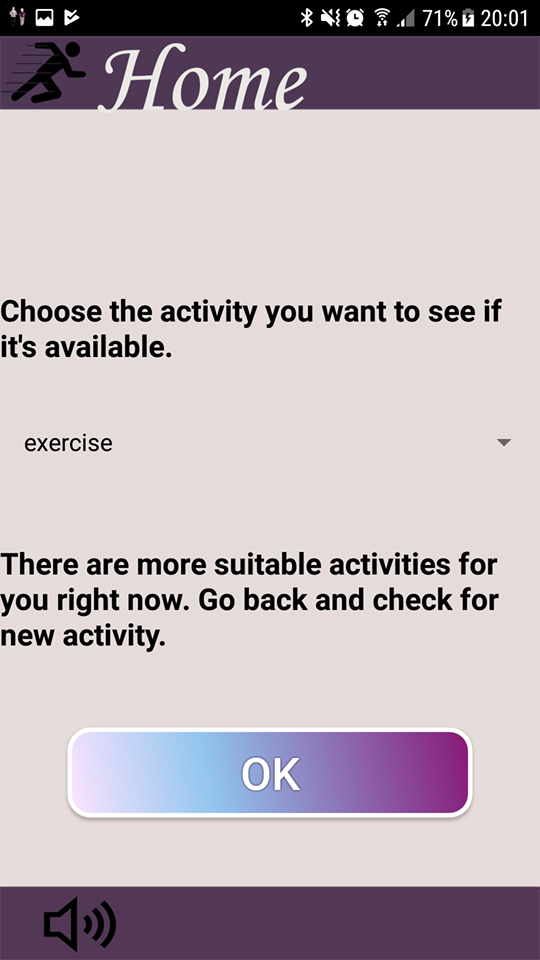 71% 20:01
Home
Choose the activity you want to see if
it's available.
exercise
There are more suitable activities for
you right now. Go back and check for
new activity.
OK